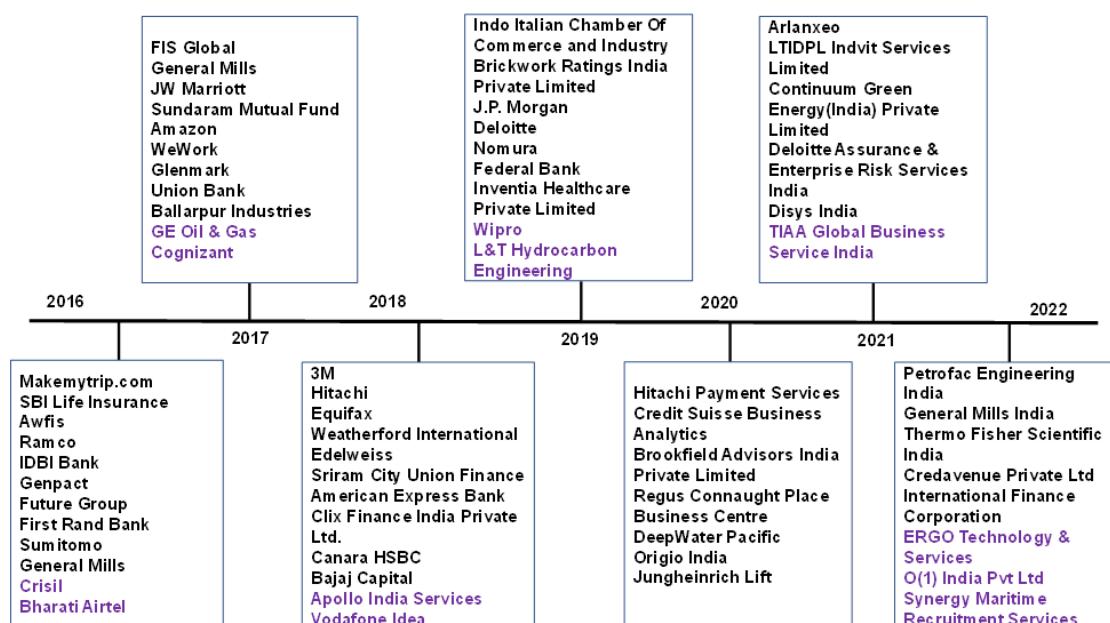 FIS Global
General Mills
JW Marriott
Sundaram Mutual Fund
Amazon
WeWork
Glenmark
Union Bank
Ballarpur Industries
GE Oil & Gas
Cognizant
Indo Italian Chamber Of
Commerce and Industry
Brickwork Ratings India
Private Limited
J.P. Morgan
Deloitte
Nomura
Federal Bank
Inventia Healthcare
Private Limited
Wipro
L&T Hydrocarbon
Engineering
Arlanxeo
LTIDPL Indvit Services
Limited
Continuum Green
Energy(India) Private
Limited
Deloitte Assurance &
Enterprise Risk Services
India
Disys India
TIAA Global Business
Service India
2016
2017
2018
2019
2020
2021
2022
Makemytrip.com
SBI Life Insurance
Awfis
Ramco
IDBI Bank
Genpact
Future Group
First Rand Bank
Sumitomo
General Mills
Crisil
Bharati Airtel
3M
Hitachi
Equifax
Weatherford International
Edelweiss
Sriram City Union Finance
American Express Bank
Clix Finance India Private
Ltd.
Canara HSBC
Bajaj Capital
Apollo India Services
Vodafone Idea
Hitachi Payment Services
Credit Suisse Business
Analytics
Brookfield Advisors India
Private Limited
Regus Connaught Place
Business Centre
DeepWater Pacific
Origio India
Jungheinrich Lift
Petrofac Engineering
India
General Mills India
Thermo Fisher Scientific
India
Credavenue Private Ltd
International Finance
Corporation
ERGO Technology &
Services
O(1) India Pvt Ltd
Synergy Maritime
Recruitment Services